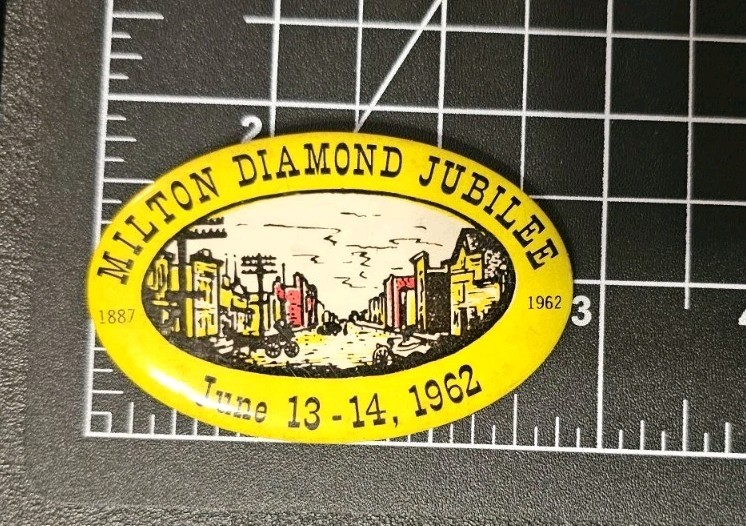 2
MILTON DIAMOND JUBILEE
1887
1962
3
June 13-14, 1962